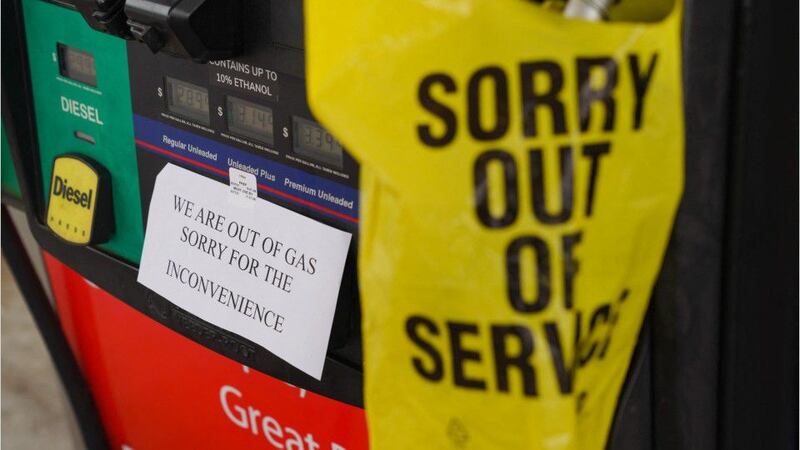 CONTAINS UP TO
10% ETHANOL
DIESEL
Regular Unleaded
Unleaded Plus
Premium Unleaded
Diesel
WE ARE OUT OF GAS
SORRY FOR THE
INCONVENIENCE
Great
SORRY
OUT
OF
SERVICE